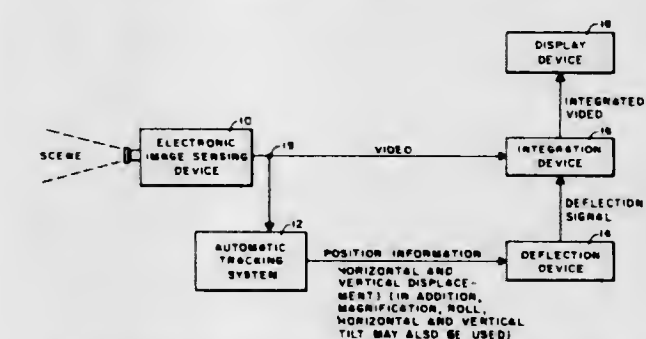 18
DISPLAY
DEVICE
INTEGRATED
VIDEO
10
ELECTRONIC
IMAGE SENSING
DEVICE
SCENE
19
VIDEO
16
INTEGRATION
DEVICE
DEFLECTION
SIGNAL
12
AUTOMATIC
TRACKING
SYSTEM
POSITION INFORMATION
HORIZONTAL AND
VERTICAL DISPLACE-
MENT) (IN ADDITION,
MAGNIFICATION, ROLL,
HORIZONTAL AND VERTICAL
TILT MAY ALSO BE USED)
DEFLECTION
DEVICE